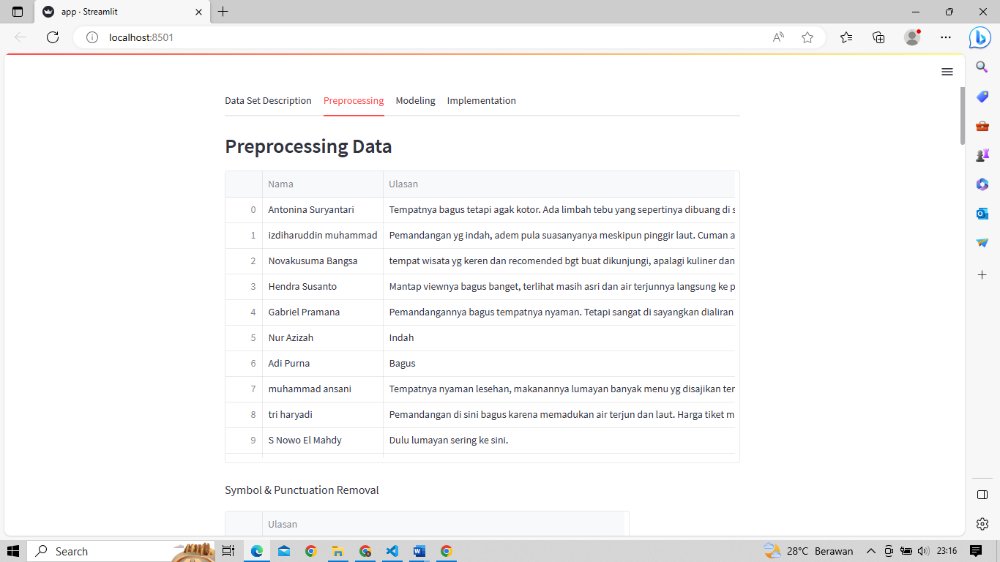 app · Streamlit
localhost:8501
Data Set Description Preprocessing Modeling Implementation
Preprocessing Data
Nama Ulasan
0 Antonina Suryantari Tempatnya bagus tetapi agak kotor. Ada limbah tebu yang sepertinya dibuang di s
1 izdiharuddin muhammad Pemandangan yg indah, adem pula suasanyanya meskipun pinggir laut. Cuman a
2 Novakusuma Bangsa tempat wisata yg keren dan recomended bgt buat dikunjungi, apalagi kuliner dan
3 Hendra Susanto Mantap viewnya bagus banget, terlihat masih asri dan air terjunnya langsung ke p
4 Gabriel Pramana Pemandangannya bagus tempatnya nyaman. Tetapi sangat di sayangkan dialiran
5 Nur Azizah Indah
6 Adi Purna Bagus
7 muhammad ansani Tempatnya nyaman lesehan, makanannya lumayan banyak menu yg disajikan ter
8 tri haryadi Pemandangan di sini bagus karena memadukan air terjun dan laut. Harga tiket m
9 S Nowo El Mahdy Dulu lumayan sering ke sini.
Symbol & Punctuation Removal
Ulasan
Search 28°C Berawan 23:16